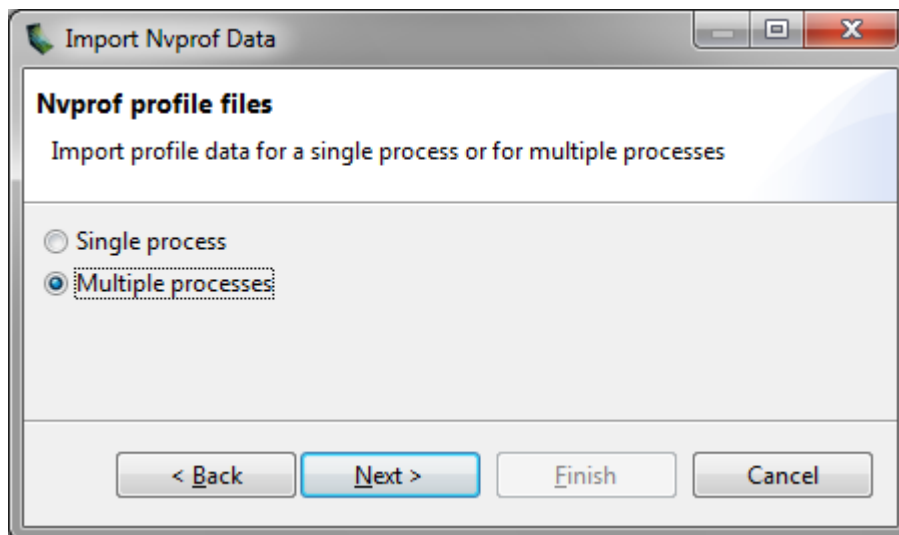 Import Nvprof Data
Nvprof profile files
Import profile data for a single process or for multiple processes
Single process
Multiple processes
< Back Next > Finish Cancel